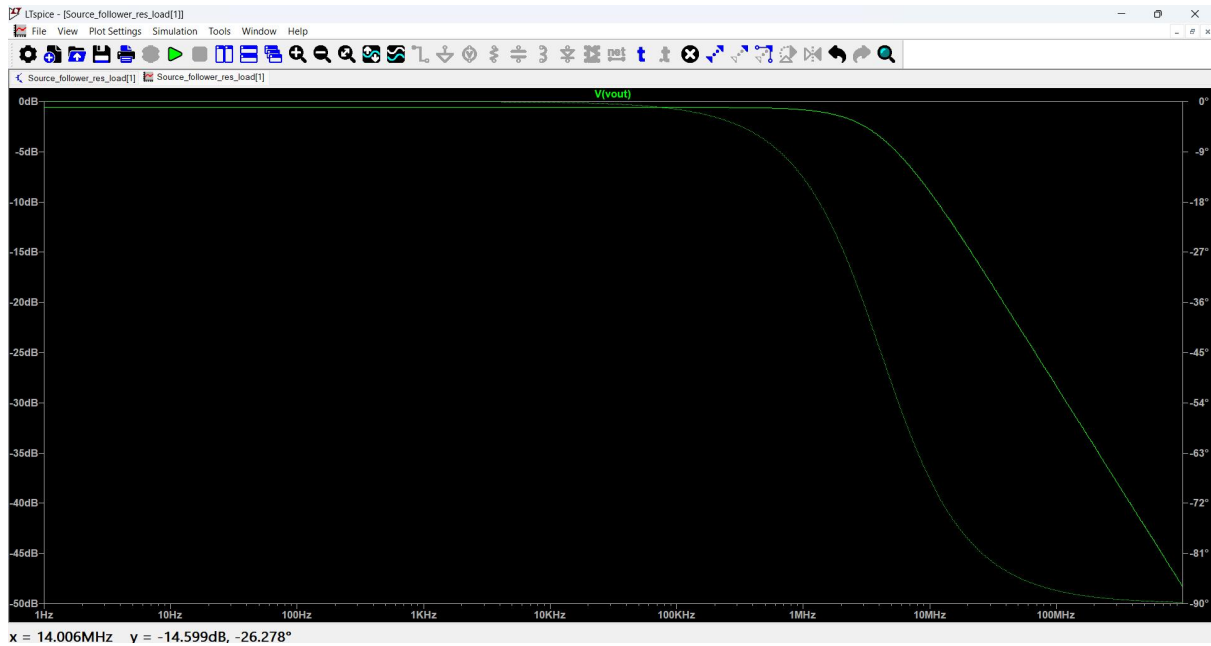 LTspice - [Source_follower_res_load[1]]
File View Plot Settings Simulation Tools Window Help
net t t
Source_follower_res_load[1] Source_follower_res_load[1]
V(vout)
0dB 0°
-5dB -9°
-10dB -18°
-15dB -27°
-20dB -36°
-25dB -45°
-30dB -54°
-35dB -63°
-40dB -72°
-45dB -81°
-50dB -90°
1Hz 10Hz 100Hz 1KHz 10KHz 100KHz 1MHz 10MHz 100MHz
x = 14.006MHz y = -14.599dB, -26.278°